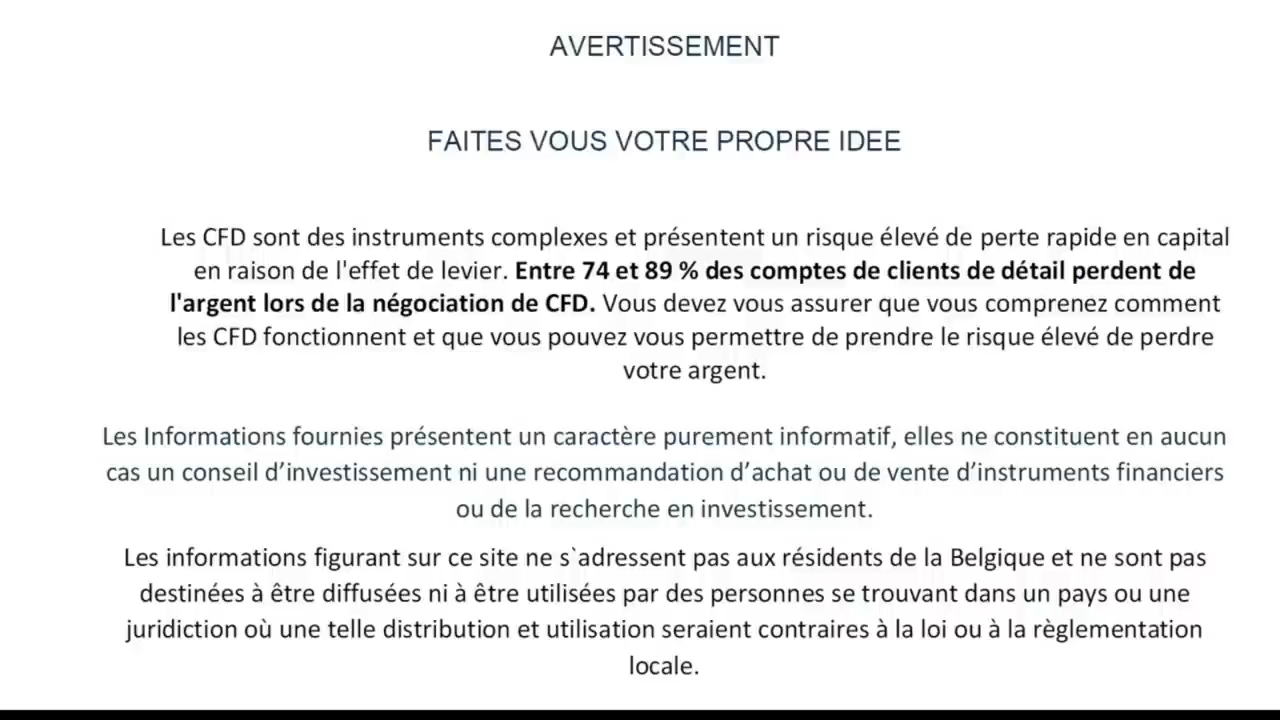 AVERTISSEMENT
FAITES VOUS VOTRE PROPRE IDEE
Les CFD sont des instruments complexes et présentent un risque élevé de perte rapide en capital
en raison de l'effet de levier. Entre 74 et 89 % des comptes de clients de détail perdent de
l'argent lors de la négociation de CFD. Vous devez vous assurer que vous comprenez comment
les CFD fonctionnent et que vous pouvez vous permettre de prendre le risque élevé de perdre
votre argent.
Les Informations fournies présentent un caractère purement informatif, elles ne constituent en aucun
cas un conseil d’investissement ni une recommandation d’achat ou de vente d’instruments financiers
ou de la recherche en investissement.
Les informations figurant sur ce site ne s`adressent pas aux résidents de la Belgique et ne sont pas
destinées à être diffusées ni à être utilisées par des personnes se trouvant dans un pays ou une
juridiction où une telle distribution et utilisation seraient contraires à la loi ou à la règlementation
locale.